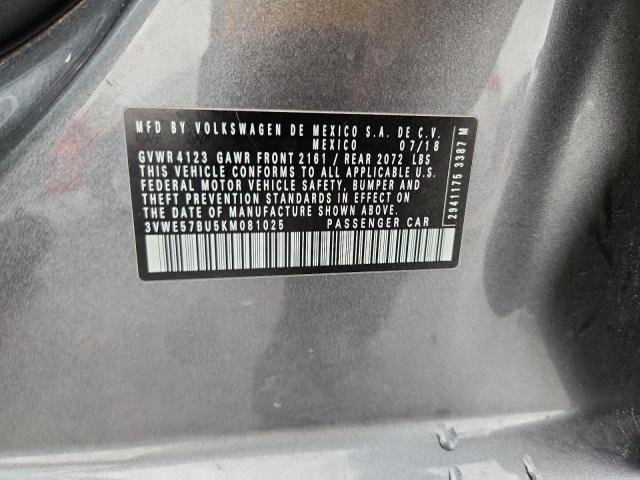 MFD BY VOLKSWAGEN DE MEXICO S.A. DE C.V.
MEXICO 07/18
GVWR 4123 GAWR FRONT 2161 / REAR 2072 LBS
THIS VEHICLE CONFORMS TO ALL APPLICABLE U.S.
FEDERAL MOTOR VEHICLE SAFETY, BUMPER AND
THEFT PREVENTION STANDARDS IN EFFECT ON
THE DATE OF MANUFACTURE SHOWN ABOVE.
3VWE57BU5KM081025 PASSENGER CAR
2941175 3387 M